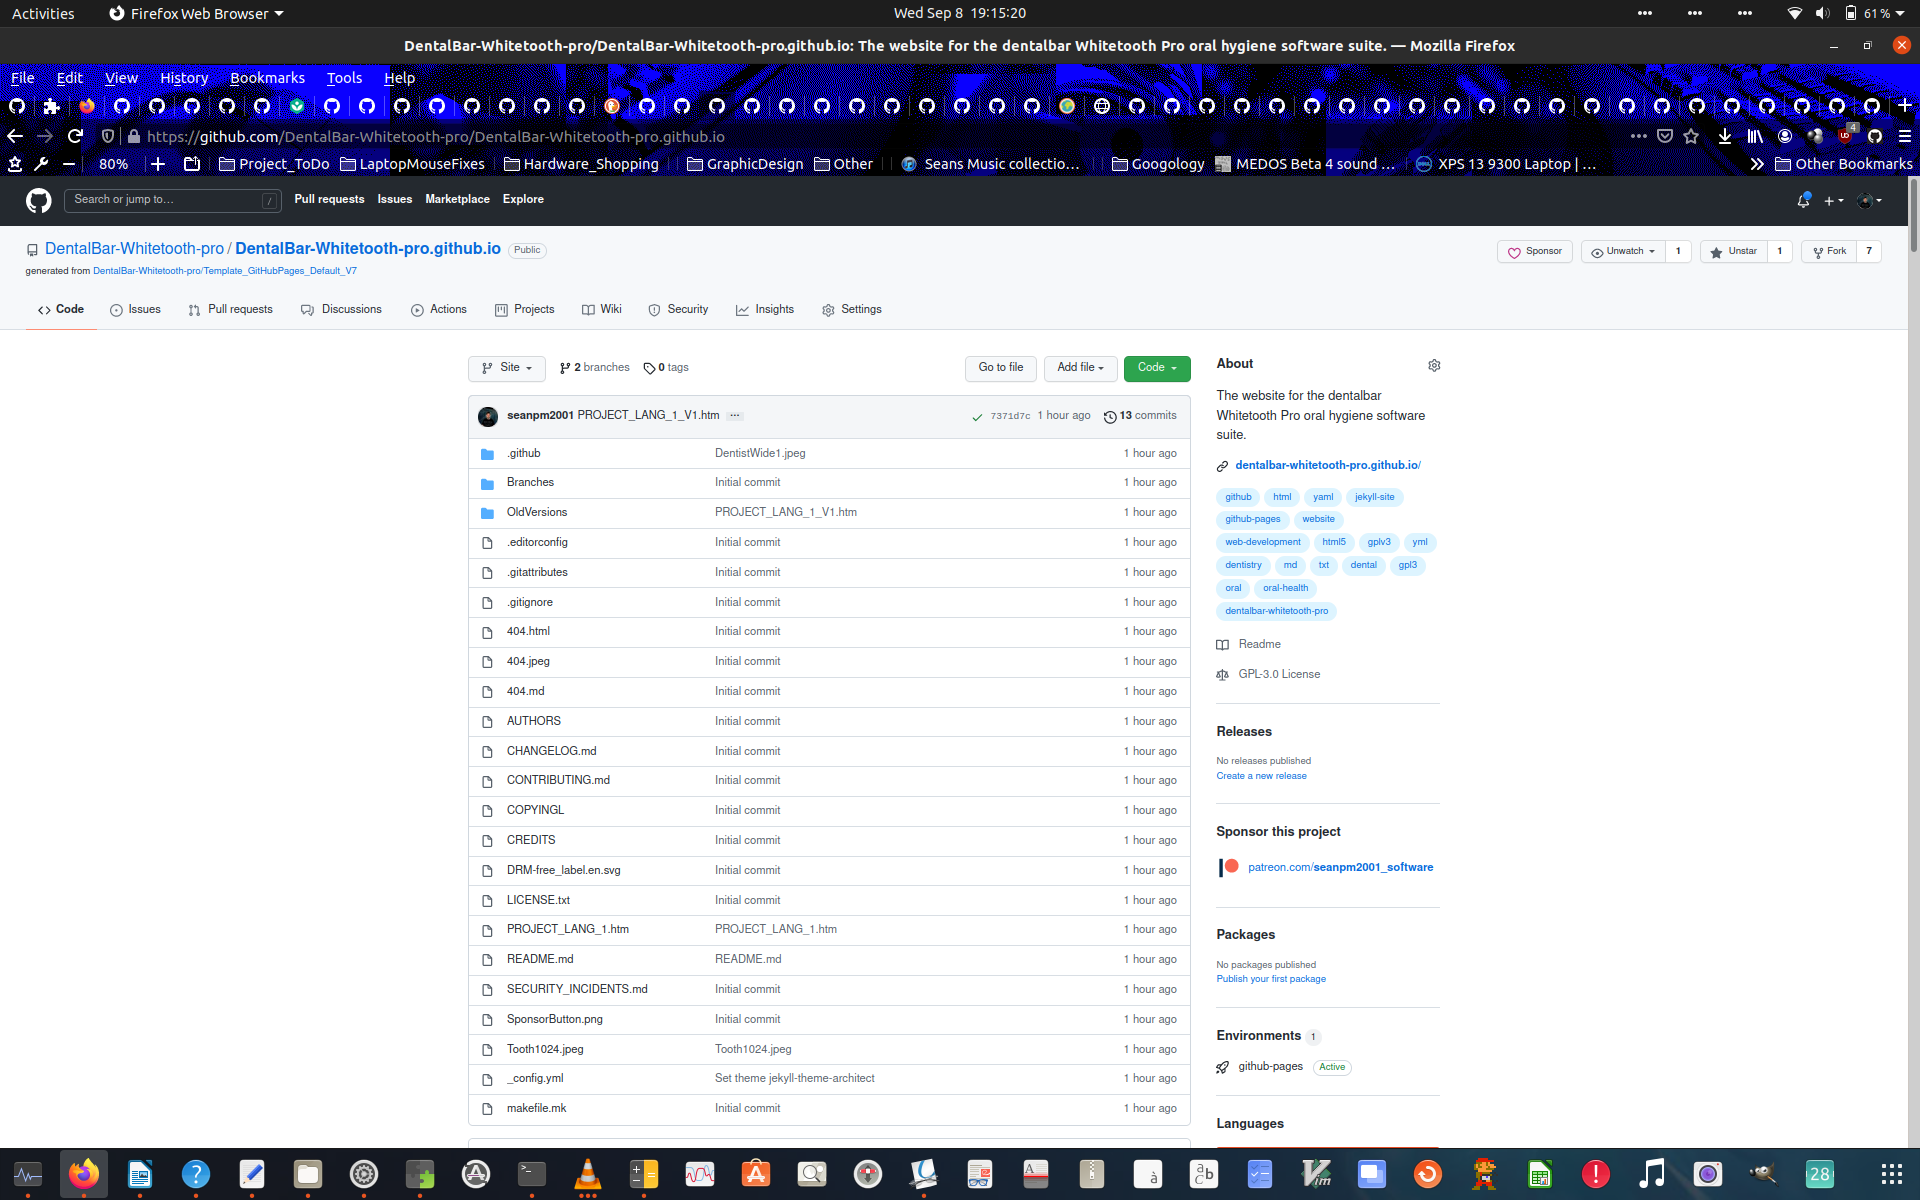 Activities Firefox Web Browser Wed Sep 8 19:15:20 61 %
DentalBar-Whitetooth-pro/DentalBar-Whitetooth-pro.github.io: The website for the dentalbar Whitetooth Pro oral hygiene software suite. — Mozilla Firefox
File Edit View History Bookmarks Tools Help
https://github.com/DentalBar-Whitetooth-pro/DentalBar-Whitetooth-pro.github.io 4
80% Project_ToDo LaptopMouseFixes Hardware_Shopping GraphicDesign Other Seans Music collectio... Googology MEDOS Beta 4 sound ... XPS 13 9300 Laptop | ... Other Bookmarks
Search or jump to... / Pull requests Issues Marketplace Explore
DentalBar-Whitetooth-pro / DentalBar-Whitetooth-pro.github.io Public Sponsor Unwatch 1 Unstar 1 Fork 7
generated from DentalBar-Whitetooth-pro/Template_GitHubPages_Default_V7
Code Issues Pull requests Discussions Actions Projects Wiki Security Insights Settings
Site 2 branches 0 tags Go to file Add file Code
seanpm2001 PROJECT_LANG_1_V1.htm ... 7371d7c 1 hour ago 13 commits
.github DentistWide1.jpeg 1 hour ago
Branches Initial commit 1 hour ago
OldVersions PROJECT_LANG_1_V1.htm 1 hour ago
.editorconfig Initial commit 1 hour ago
.gitattributes Initial commit 1 hour ago
.gitignore Initial commit 1 hour ago
404.html Initial commit 1 hour ago
404.jpeg Initial commit 1 hour ago
404.md Initial commit 1 hour ago
AUTHORS Initial commit 1 hour ago
CHANGELOG.md Initial commit 1 hour ago
CONTRIBUTING.md Initial commit 1 hour ago
COPYINGL Initial commit 1 hour ago
CREDITS Initial commit 1 hour ago
DRM-free_label.en.svg Initial commit 1 hour ago
LICENSE.txt Initial commit 1 hour ago
PROJECT_LANG_1.htm PROJECT_LANG_1.htm 1 hour ago
README.md README.md 1 hour ago
SECURITY_INCIDENTS.md Initial commit 1 hour ago
SponsorButton.png Initial commit 1 hour ago
Tooth1024.jpeg Tooth1024.jpeg 1 hour ago
_config.yml Set theme jekyll-theme-architect 1 hour ago
makefile.mk Initial commit 1 hour ago
About
The website for the dentalbar
Whitetooth Pro oral hygiene software
suite.
dentalbar-whitetooth-pro.github.io/
github html yaml jekyll-site
github-pages website
web-development html5 gplv3 yml
dentistry md txt dental gpl3
oral oral-health
dentalbar-whitetooth-pro
Readme
GPL-3.0 License
Releases
No releases published
Create a new release
Sponsor this project
patreon.com/seanpm2001_software
Packages
No packages published
Publish your first package
Environments 1
github-pages Active
Languages
28